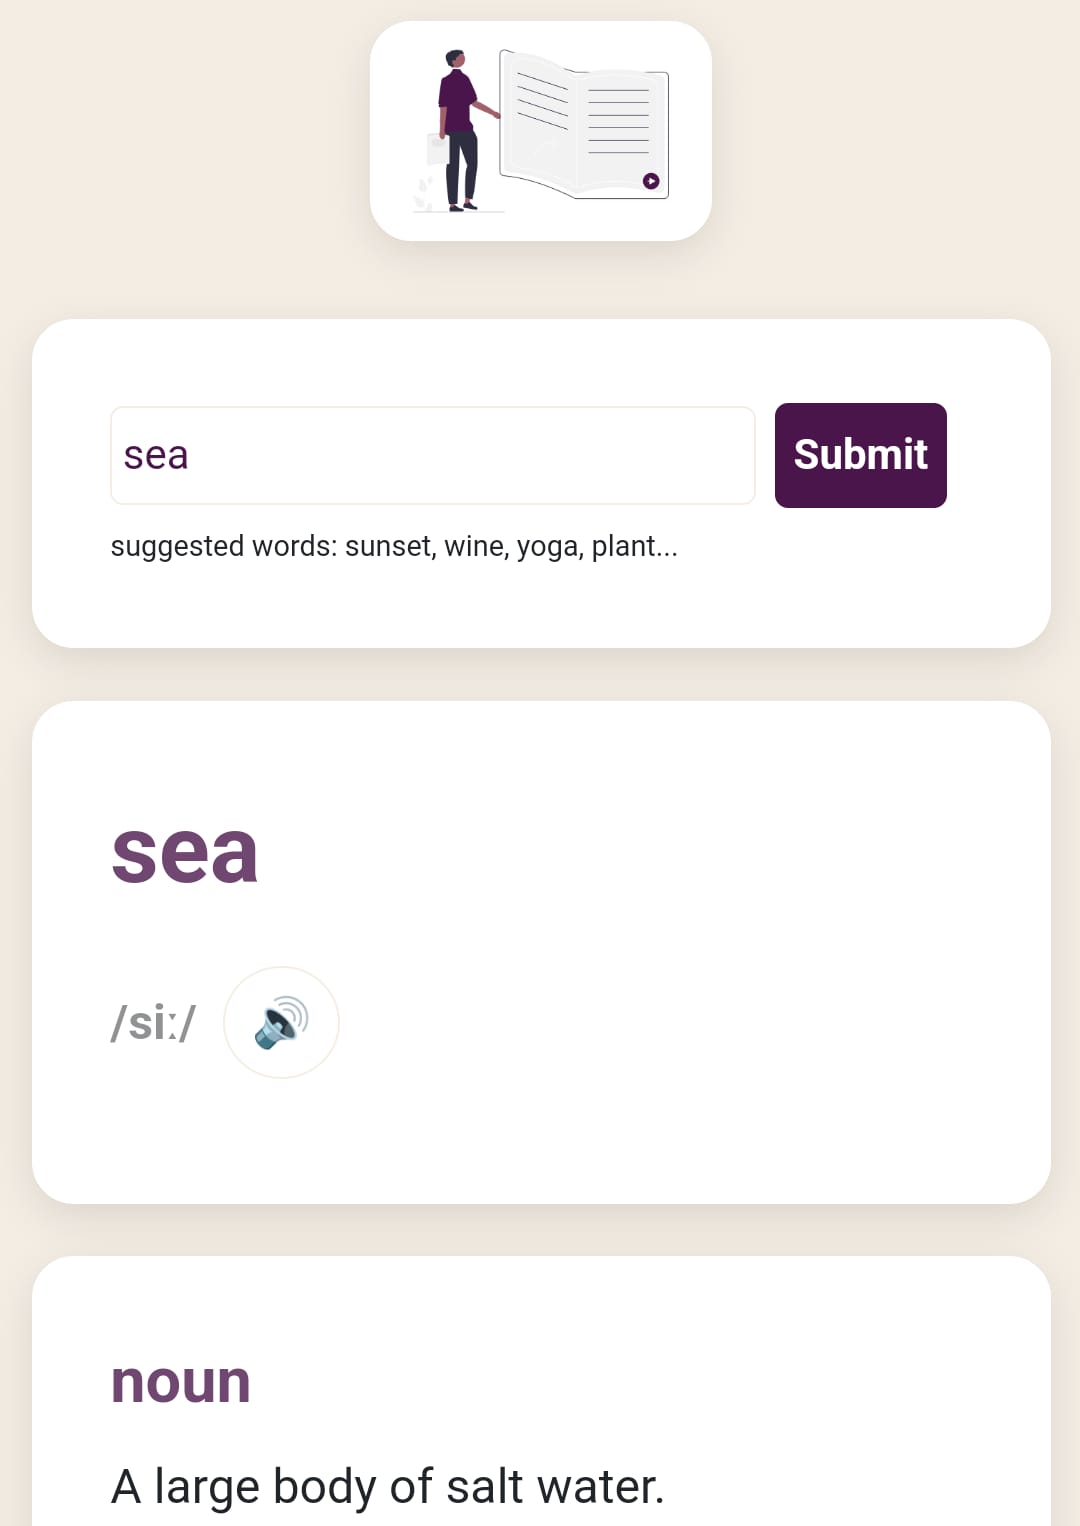 sea
Submit
suggested words: sunset, wine, yoga, plant...
sea
/siː/
noun
A large body of salt water.